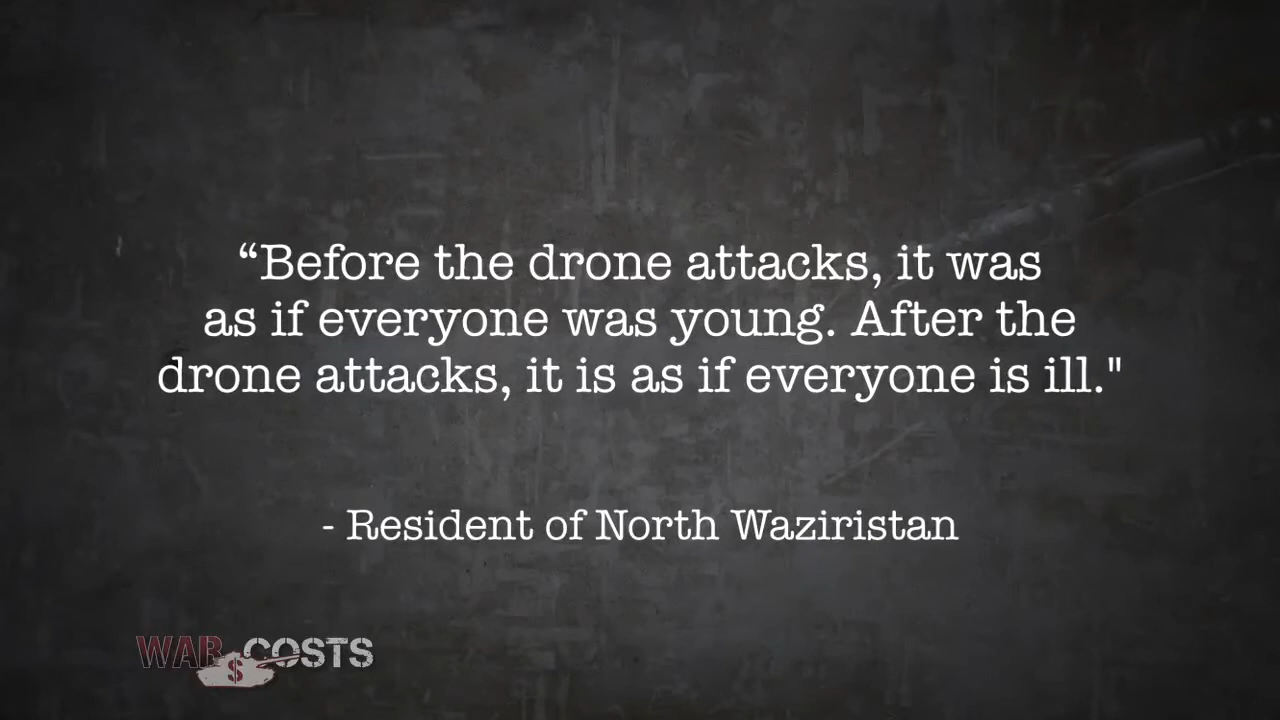 “Before the drone attacks, it was
as if everyone was young. After the
drone attacks, it is as if everyone is ill."
- Resident of North Waziristan
WAR COSTS
$